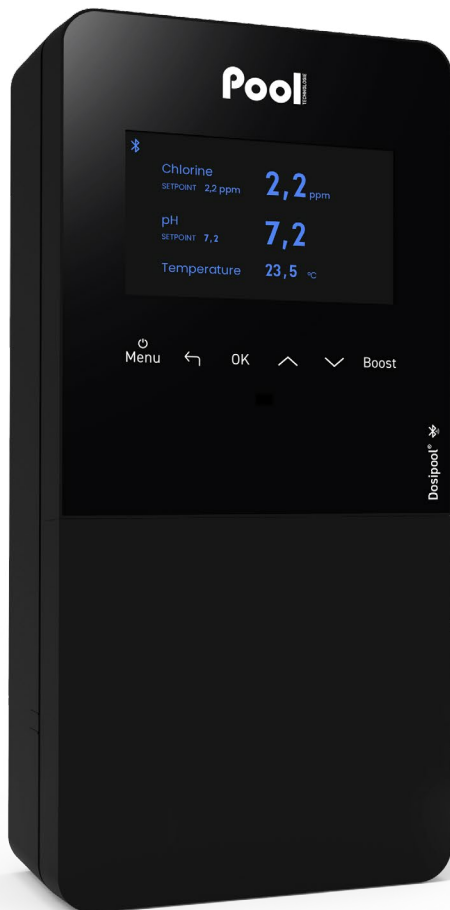 Pool
TECHNOLOGIE
Chlorine
SETPOINT 2,2 ppm
2,2 ppm
pH
SETPOINT 7,2
7,2
Temperature 23,5 °C
Menu OK Boost
Dosipool®